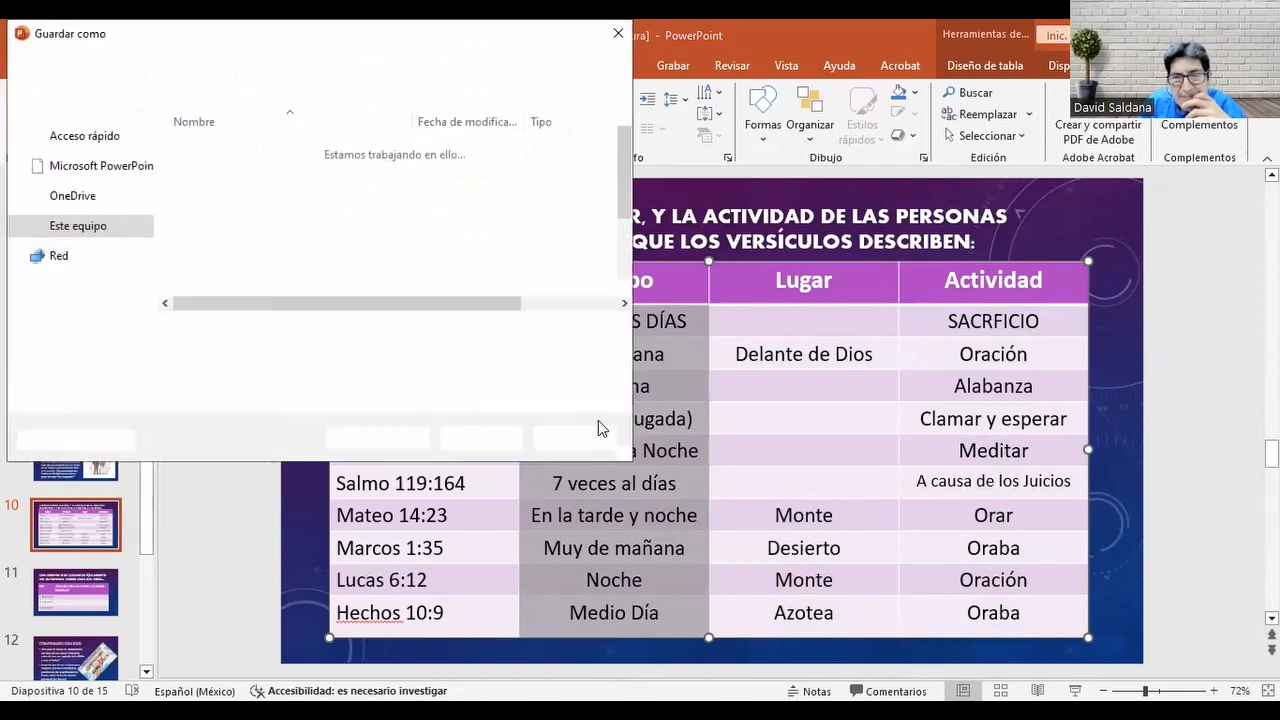 Guardar como
Nombre
Fecha de modifica...
Tipo
Estamos trabajando en ello...
Acceso rápido
Microsoft PowerPoin
OneDrive
Este equipo
Red
ura] - PowerPoint
Herramientas de...
Inic.
Grabar
Revisar
Vista
Ayuda
Acrobat
Diseño de tabla
Disp
David Saldana
Formas
Organizar
Estilos
rápidos
Buscar
Reemplazar
Seleccionar
Crear y compartir
PDF de Adobe
Complementos
fo
Dibujo
Edición
Adobe Acrobat
Complementos
R, Y LA ACTIVIDAD DE LAS PERSONAS
QUE LOS VERSÍCULOS DESCRIBEN:
po Lugar Actividad
S DÍAS SACRFICIO
ana Delante de Dios Oración
na Alabanza
ugada) Clamar y esperar
a Noche Meditar
Salmo 119:164 7 veces al días A causa de los Juicios
Mateo 14:23 En la tarde y noche Monte Orar
Marcos 1:35 Muy de mañana Desierto Oraba
Lucas 6:12 Noche Monte Oración
Hechos 10:9 Medio Día Azotea Oraba
10
11
12
Diapositiva 10 de 15
Español (México)
Accesibilidad: es necesario investigar
Notas
Comentarios
72%